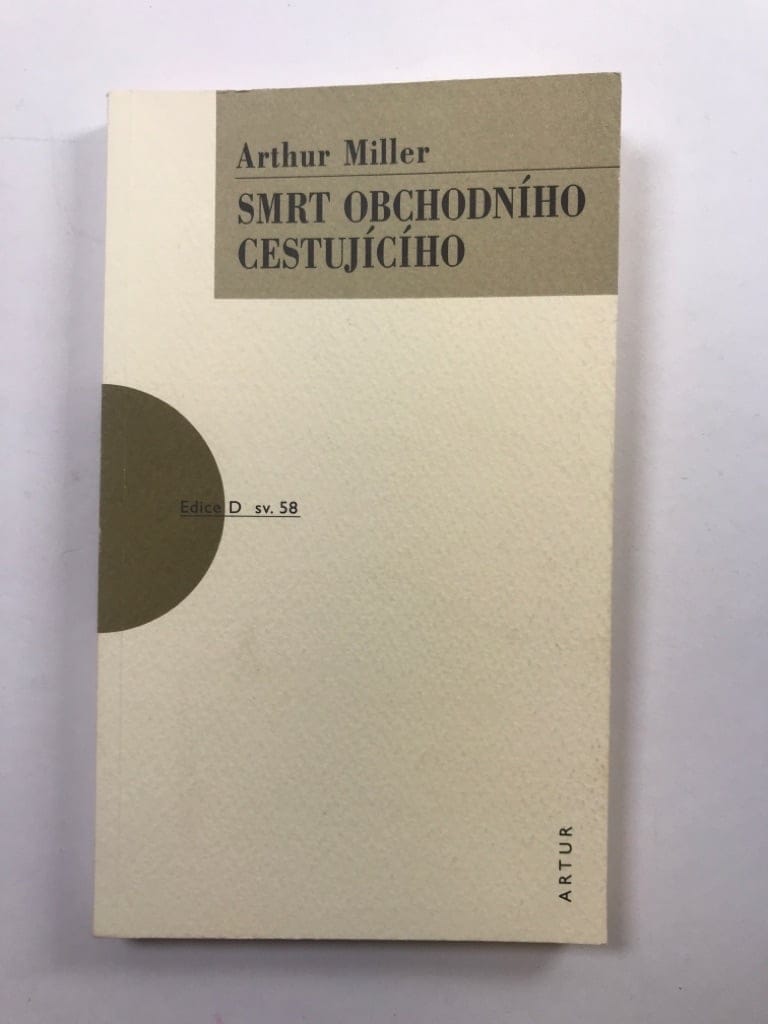 Arthur Miller
SMRT OBCHODNÍHO
CESTUJÍCÍHO
Edice D sv. 58
ARTUR